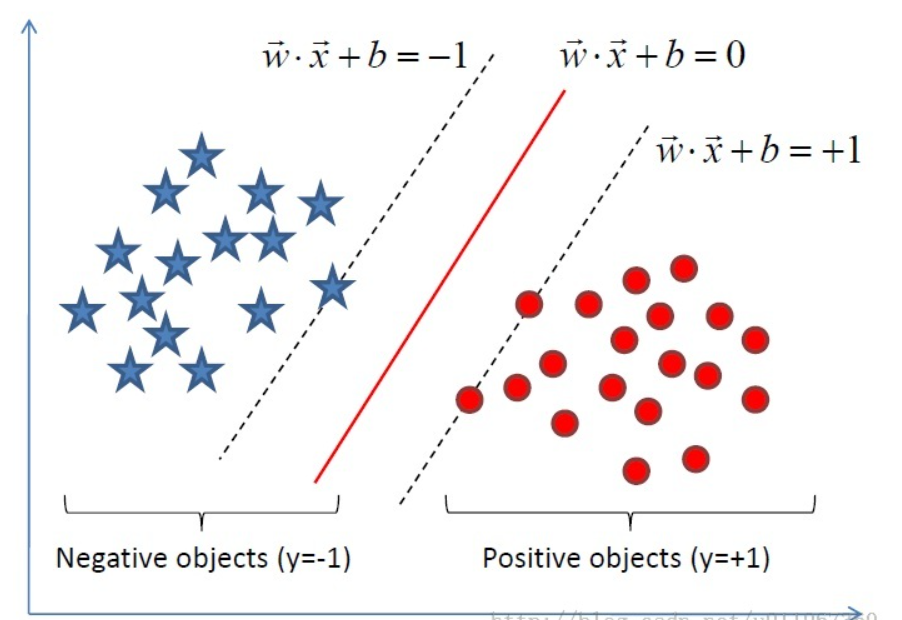 w⃗·x⃗+b=−1
w⃗·x⃗+b=0
w⃗·x⃗+b=+1
Negative objects (y=-1)
Positive objects (y=+1)